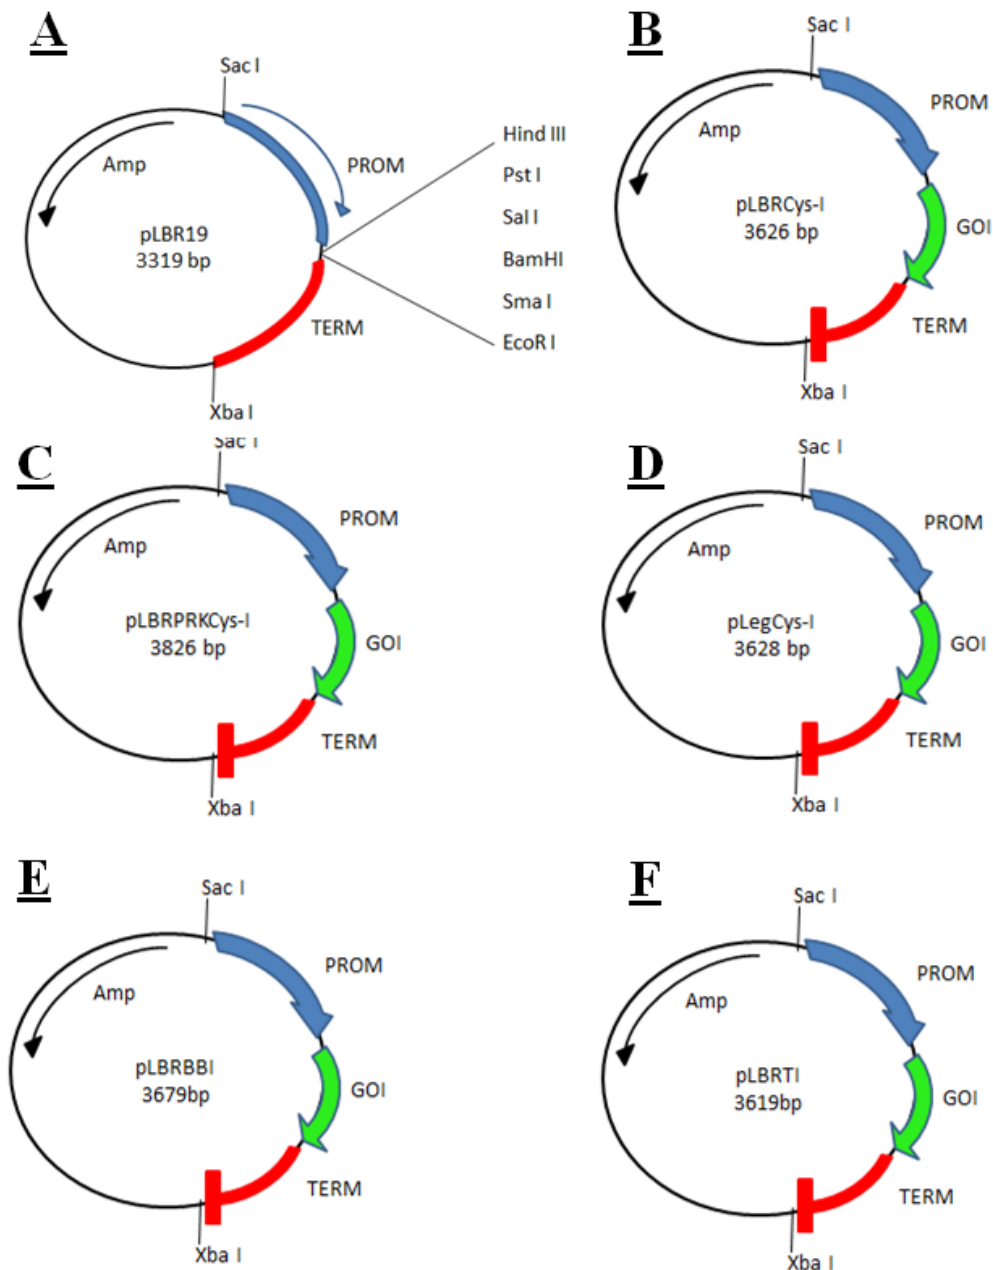 A
Sac I
Amp
PROM
pLBR19
3319 bp
TERM
Xba I
Hind III
Pst I
Sal I
BamHI
Sma I
EcoR I
B
Sac I
Amp
PROM
pLBRCys-I
3626 bp
GOI
TERM
Xba I
C
Sac I
Amp
PROM
pLBRPRKCys-I
3826 bp
GOI
TERM
Xba I
D
Sac I
Amp
PROM
pLegCys-I
3628 bp
GOI
TERM
Xba I
E
Sac I
Amp
PROM
pLBRBBI
3679bp
GOI
TERM
Xba I
F
Sac I
Amp
PROM
pLBRTI
3619bp
GOI
TERM
Xba I